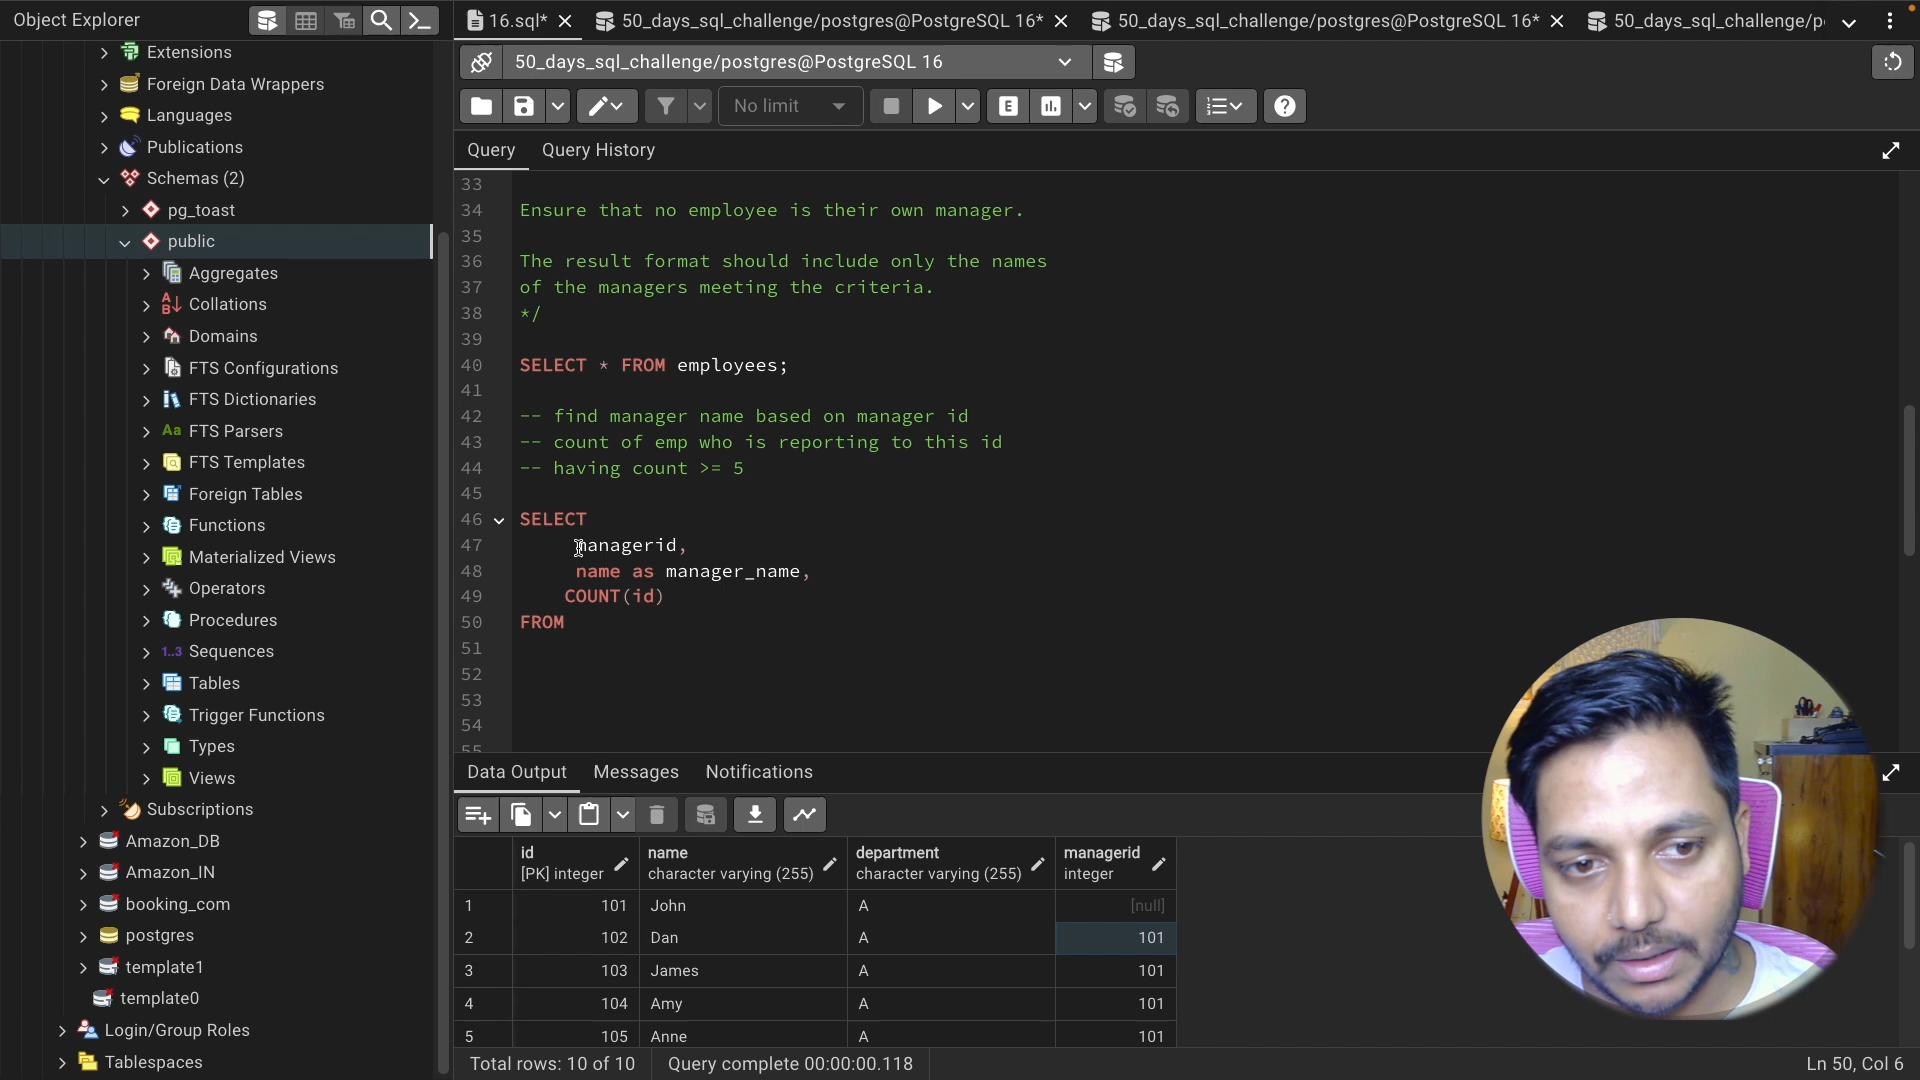 Object Explorer
16.sql*
50_days_sql_challenge/postgres@PostgreSQL 16*
50_days_sql_challenge/postgres@PostgreSQL 16*
50_days_sql_challenge/p
50_days_sql_challenge/postgres@PostgreSQL 16
No limit
E
Query
Query History
Extensions
Foreign Data Wrappers
Languages
Publications
Schemas (2)
pg_toast
public
Aggregates
Collations
Domains
FTS Configurations
FTS Dictionaries
Aa FTS Parsers
FTS Templates
Foreign Tables
Functions
Materialized Views
Operators
Procedures
1..3 Sequences
Tables
Trigger Functions
Types
Views
Subscriptions
Amazon_DB
Amazon_IN
booking_com
postgres
template1
template0
Login/Group Roles
Tablespaces
33
34 Ensure that no employee is their own manager.
35
36 The result format should include only the names
37 of the managers meeting the criteria.
38 */
39
40 SELECT * FROM employees;
41
42 -- find manager name based on manager id
43 -- count of emp who is reporting to this id
44 -- having count >= 5
45
46 SELECT
47 managerid,
48 name as manager_name,
49 COUNT(id)
50 FROM
51
52
53
54
55
Data Output
Messages
Notifications
id name department managerid
[PK] integer character varying (255) character varying (255) integer
1 101 John A [null]
2 102 Dan A 101
3 103 James A 101
4 104 Amy A 101
5 105 Anne A 101
Total rows: 10 of 10
Query complete 00:00:00.118
Ln 50, Col 6